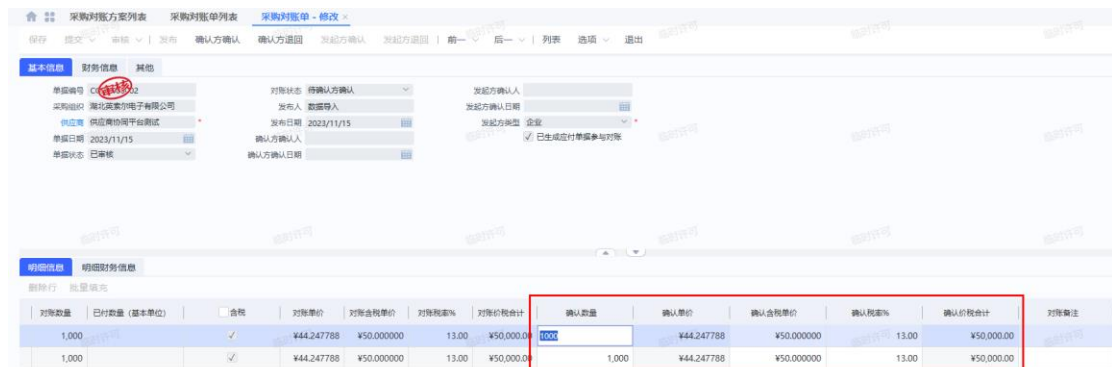 采购对账方案列表 采购对账单列表 采购对账单 - 修改 ×
保存 提交 审核 发布 确认方确认 确认方退回 发起方确认 发起方退回 前一 后一 列表 选项 退出
基本信息 财务信息 其他
单据编号 对账状态 待确认方确认 发起方确认人
采购组织 湖北英索尔电子有限公司 发布人 数据导入 发起方确认日期
供应商 供应商协同平台测试 * 发布日期 2023/11/15 发起方类型 企业 *
单据日期 2023/11/15 确认方确认人 已生成应付单据参与对账
单据状态 已审核 确认方确认日期
已审核
临时许可
明细信息 明细财务信息
删除行 批量填充
对账数量 已付数量 (基本单位) 含税 对账单价 对账含税单价 对账税率% 对账价税合计 确认数量 确认单价 确认含税单价 确认税率% 确认价税合计 对账备注
1,000 ¥44.247788 ¥50.000000 13.00 ¥50,000.00 1000 ¥44.247788 ¥50.000000 13.00 ¥50,000.00
1,000 ¥44.247788 ¥50.000000 13.00 ¥50,000.00 1,000 ¥44.247788 ¥50.000000 13.00 ¥50,000.00